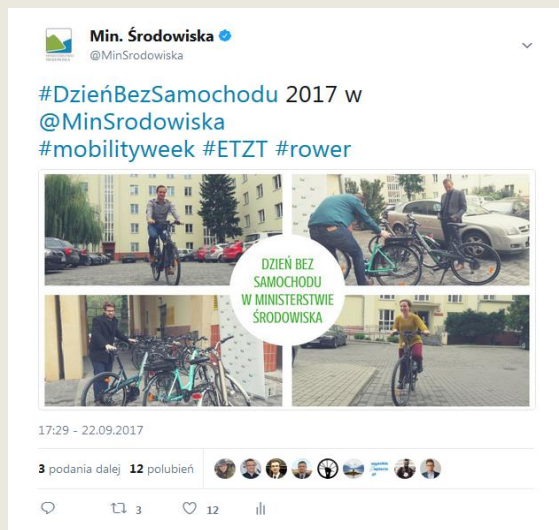 Min. Środowiska
@MinSrodowiska
#DzieńBezSamochodu 2017 w
@MinSrodowiska
#mobilityweek #ETZT #rower
DZIEŃ BEZ
SAMOCHODU
W MINISTERSTWIE
ŚRODOWISKA
17:29 - 22.09.2017
3 podania dalej 12 polubień
3 12